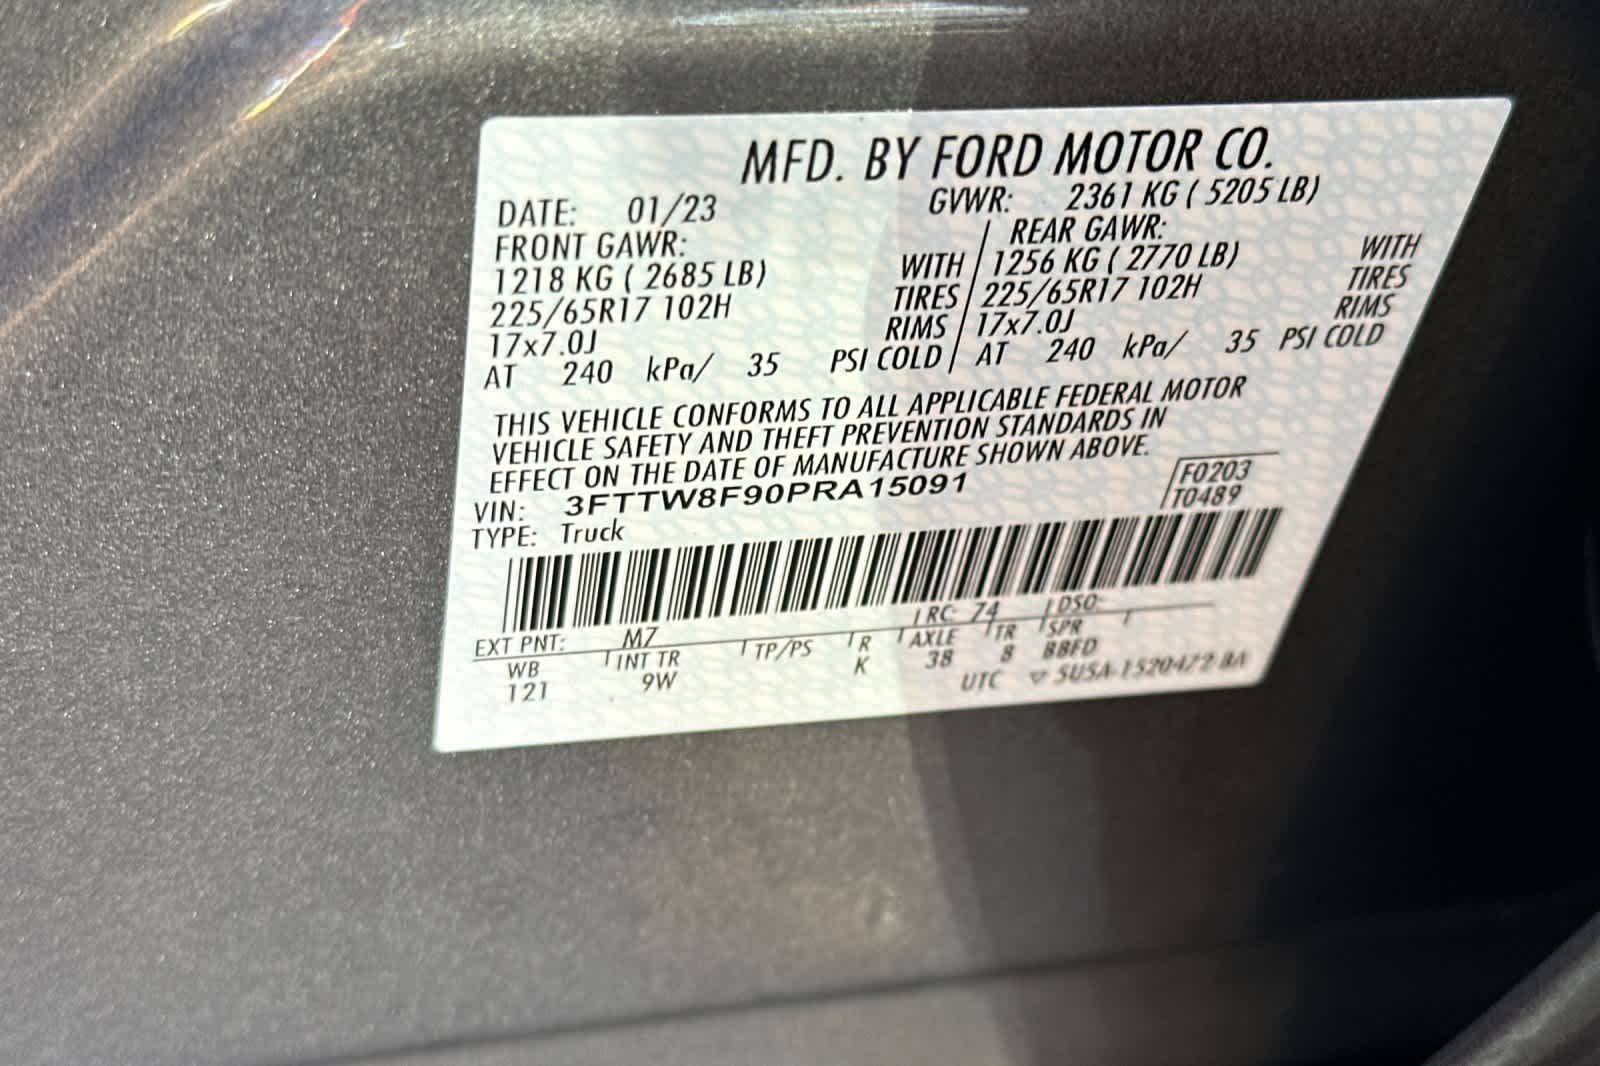 MFD. BY FORD MOTOR CO.
DATE: 01/23 GVWR: 2361 KG ( 5205 LB)
FRONT GAWR: REAR GAWR:
1218 KG ( 2685 LB) WITH 1256 KG ( 2770 LB) WITH
225/65R17 102H TIRES 225/65R17 102H TIRES
17x7.0J RIMS 17x7.0J RIMS
AT 240 kPa/ 35 PSI COLD AT 240 kPa/ 35 PSI COLD
THIS VEHICLE CONFORMS TO ALL APPLICABLE FEDERAL MOTOR
VEHICLE SAFETY AND THEFT PREVENTION STANDARDS IN
EFFECT ON THE DATE OF MANUFACTURE SHOWN ABOVE.
VIN: 3FTTW8F90PRA15091 F0203
TYPE: Truck T0489
EXT PNT: M7 RC: 74 DSO:
WB INT TR TP/PS R AXLE TR SPR
121 9W K 38 8 BBFD
UTC ▽ 5USA-1520472-BA